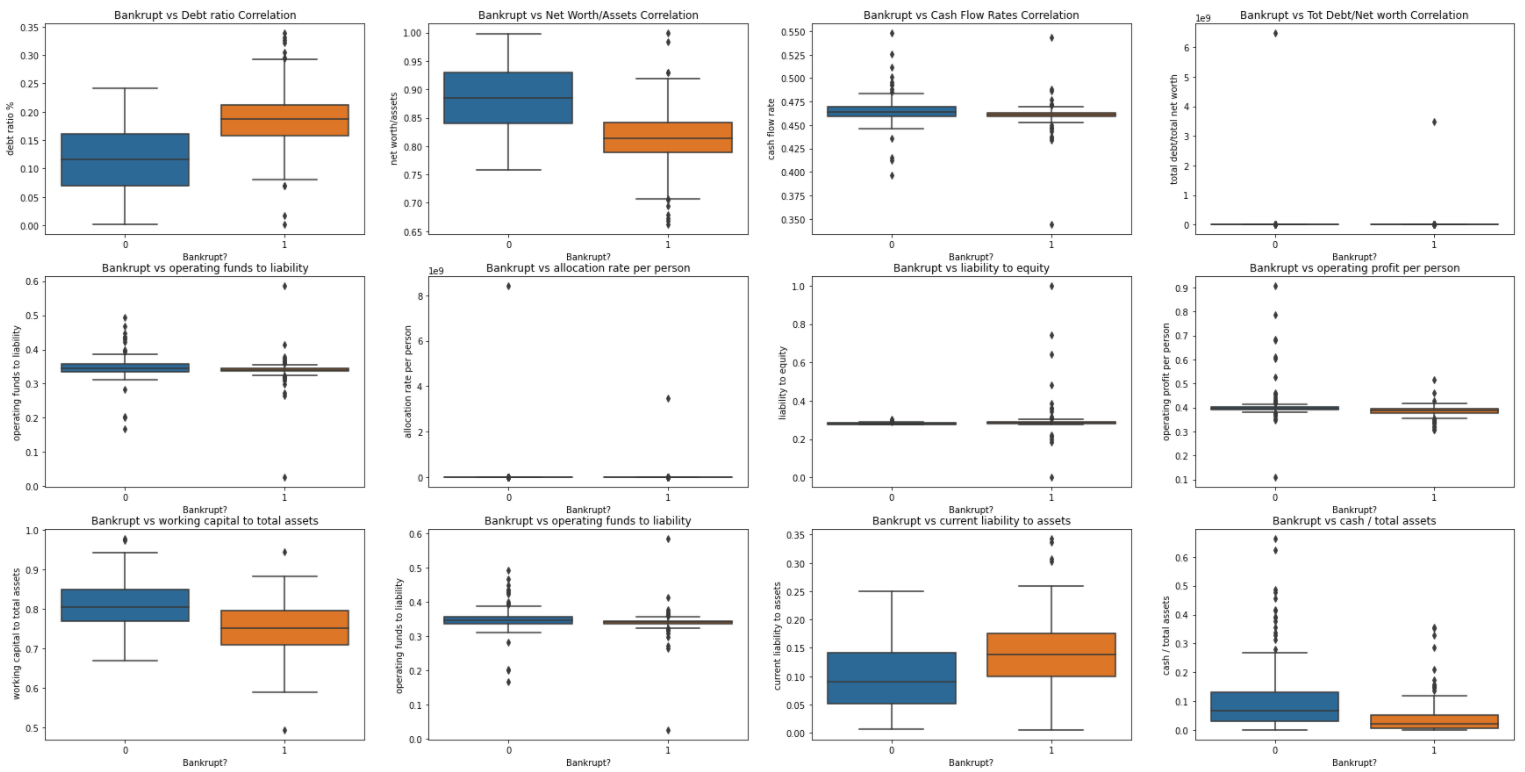 Bankrupt vs Debt ratio Correlation
debt ratio %
0.35
0.30
0.25
0.20
0.15
0.10
0.05
0.00
0 1
Bankrupt?
Bankrupt vs Net Worth/Assets Correlation
net worth/assets
1.00
0.95
0.90
0.85
0.80
0.75
0.70
0.65
0 1
Bankrupt?
Bankrupt vs Cash Flow Rates Correlation
cash flow rate
0.550
0.525
0.500
0.475
0.450
0.425
0.400
0.375
0.350
0 1
Bankrupt?
Bankrupt vs Tot Debt/Net worth Correlation
1e9
total debt/total net worth
6
5
4
3
2
1
0
0 1
Bankrupt?
Bankrupt vs operating funds to liability
operating funds to liability
0.6
0.5
0.4
0.3
0.2
0.1
0.0
0 1
Bankrupt?
Bankrupt vs allocation rate per person
1e9
allocation rate per person
8
6
4
2
0
0 1
Bankrupt?
Bankrupt vs liability to equity
liability to equity
1.0
0.8
0.6
0.4
0.2
0.0
0 1
Bankrupt?
Bankrupt vs operating profit per person
operating profit per person
0.9
0.8
0.7
0.6
0.5
0.4
0.3
0.2
0.1
0 1
Bankrupt?
Bankrupt vs working capital to total assets
working capital to total assets
1.0
0.9
0.8
0.7
0.6
0.5
0 1
Bankrupt?
Bankrupt vs operating funds to liability
operating funds to liability
0.6
0.5
0.4
0.3
0.2
0.1
0.0
0 1
Bankrupt?
Bankrupt vs current liability to assets
current liability to assets
0.35
0.30
0.25
0.20
0.15
0.10
0.05
0.00
0 1
Bankrupt?
Bankrupt vs cash / total assets
cash / total assets
0.6
0.5
0.4
0.3
0.2
0.1
0.0
0 1
Bankrupt?